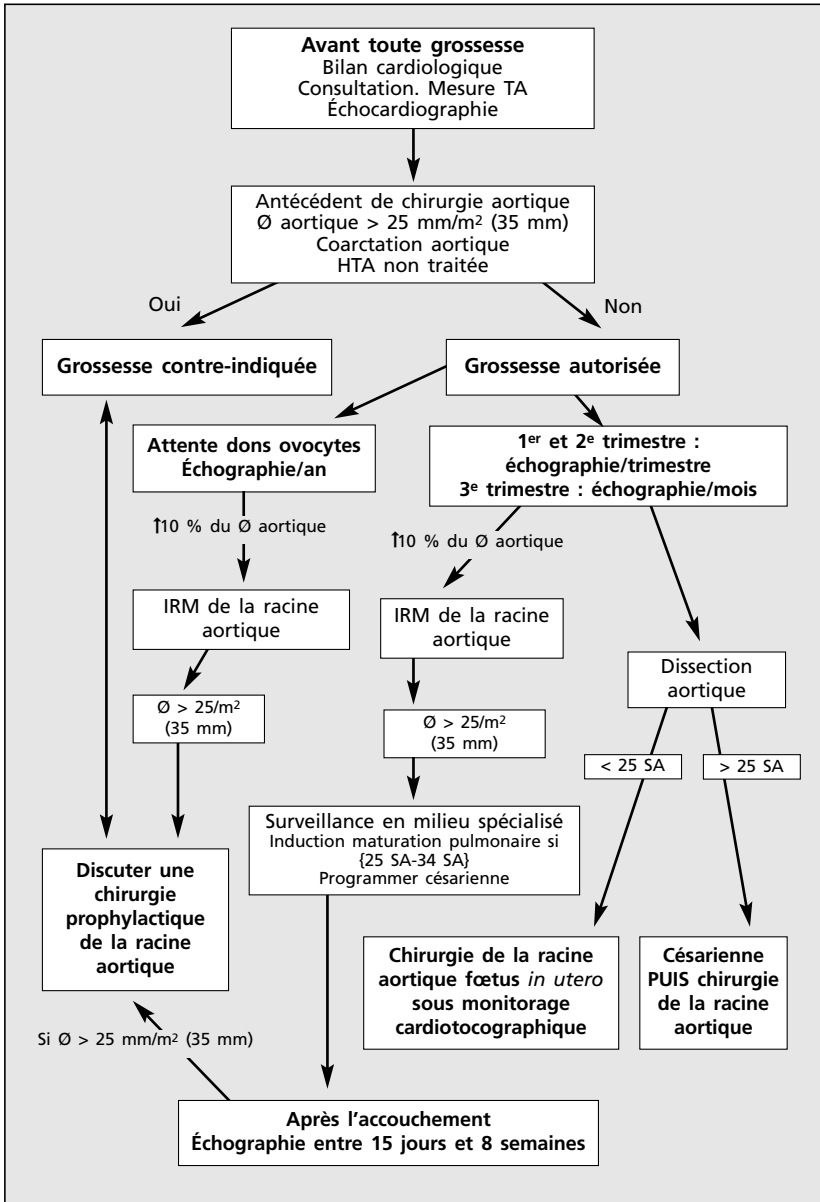 Avant toute grossesse
Bilan cardiologique
Consultation. Mesure TA
Échocardiographie
Antécédent de chirurgie aortique
Ø aortique > 25 mm/m² (35 mm)
Coarctation aortique
HTA non traitée
Oui
Non
Grossesse contre-indiquée
Grossesse autorisée
Attente dons ovocytes
Échographie/an
1er et 2e trimestre :
échographie/trimestre
3e trimestre : échographie/mois
↑10 % du Ø aortique
↑10 % du Ø aortique
IRM de la racine
aortique
IRM de la racine
aortique
Dissection
aortique
Ø > 25/m²
(35 mm)
Ø > 25/m²
(35 mm)
< 25 SA
> 25 SA
Surveillance en milieu spécialisé
Induction maturation pulmonaire si
{25 SA-34 SA}
Programmer césarienne
Discuter une
chirurgie
prophylactique
de la racine
aortique
Chirurgie de la racine
aortique fœtus in utero
sous monitorage
cardiotocographique
Césarienne
PUIS chirurgie
de la racine
aortique
Si Ø > 25 mm/m² (35 mm)
Après l'accouchement
Échographie entre 15 jours et 8 semaines